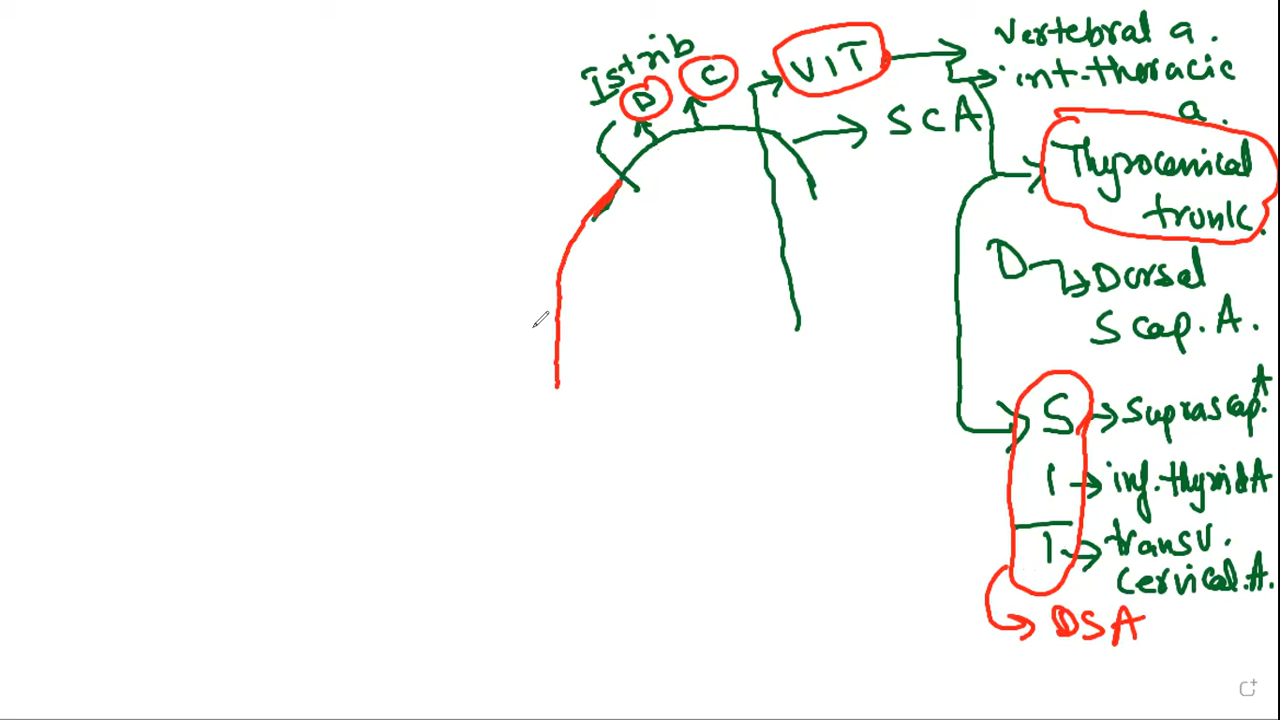 Vertebral a.
int. thoracic
a.
1st rib
D
C
VIT
SCA
Thyrocervical
trunk.
D
Dorsal
Scap. A.
S
Suprascap. A
I
inf. thyroid A
T
transv.
cervical. A.
DSA